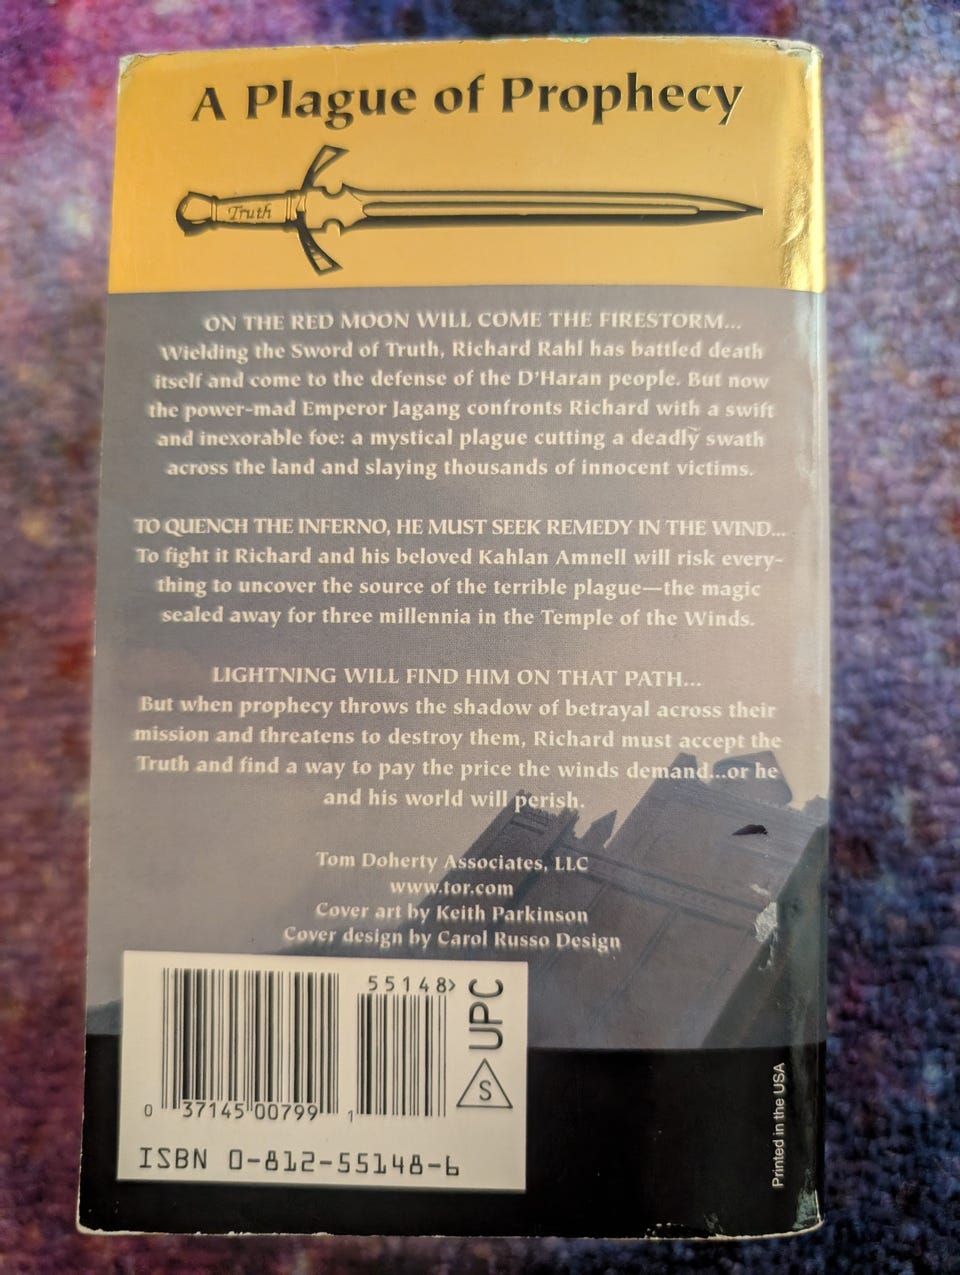 A Plague of Prophecy
Truth
ON THE RED MOON WILL COME THE FIRESTORM...
Wielding the Sword of Truth, Richard Rahl has battled death
itself and come to the defense of the D'Haran people. But now
the power-mad Emperor Jagang confronts Richard with a swift
and inexorable foe: a mystical plague cutting a deadly swath
across the land and slaying thousands of innocent victims.
TO QUENCH THE INFERNO, HE MUST SEEK REMEDY IN THE WIND...
To fight it Richard and his beloved Kahlan Amnell will risk every-
thing to uncover the source of the terrible plague—the magic
sealed away for three millennia in the Temple of the Winds.
LIGHTNING WILL FIND HIM ON THAT PATH...
But when prophecy throws the shadow of betrayal across their
mission and threatens to destroy them, Richard must accept the
Truth and find a way to pay the price the winds demand...or he
and his world will perish.
Tom Doherty Associates, LLC
www.tor.com
Cover art by Keith Parkinson
Cover design by Carol Russo Design
55148>
UPC
S
0 37145 00799 1
ISBN 0-812-55148-6
Printed in the USA